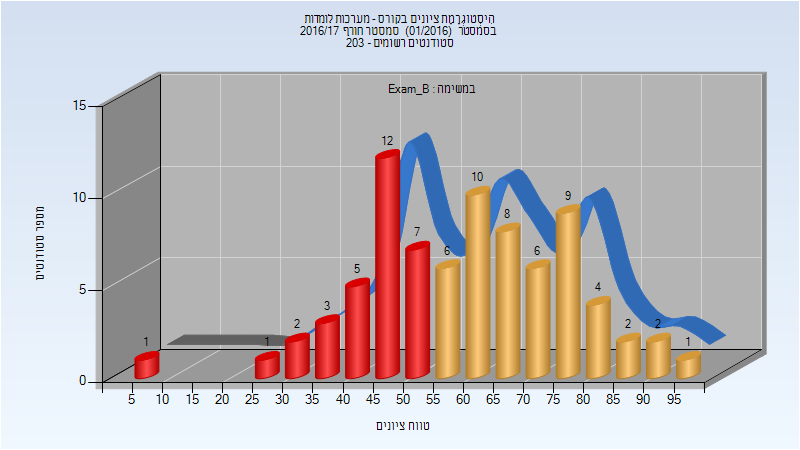 היסטוגרמת ציונים בקורס - מערכות לומדות
בסמסטר (01/2016) סמסטר חורף 2016/17
סטודנטים רשומים - 203
במשימה : Exam_B
מספר סטודנטים
15
10
5
0
1 1 2 3 5 12 7 6 10 8 6 9 4 2 2 1
5 10 15 20 25 30 35 40 45 50 55 60 65 70 75 80 85 90 95
טווח ציונים